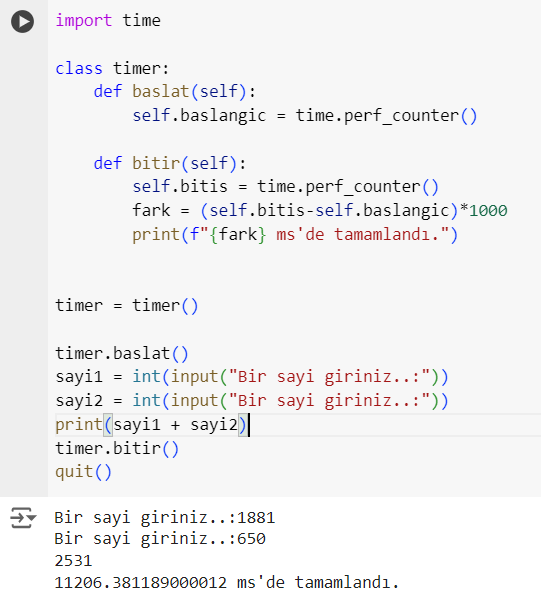 import time
class timer:
    def baslat(self):
        self.baslangic = time.perf_counter()
    def bitir(self):
        self.bitis = time.perf_counter()
        fark = (self.bitis-self.baslangic)*1000
        print(f"{fark} ms'de tamamlandı.")
timer = timer()
timer.baslat()
sayi1 = int(input("Bir sayi giriniz..:"))
sayi2 = int(input("Bir sayi giriniz..:"))
print(sayi1 + sayi2)
timer.bitir()
quit()
Bir sayi giriniz..:1881
Bir sayi giriniz..:650
2531
11206.381189000012 ms'de tamamlandı.